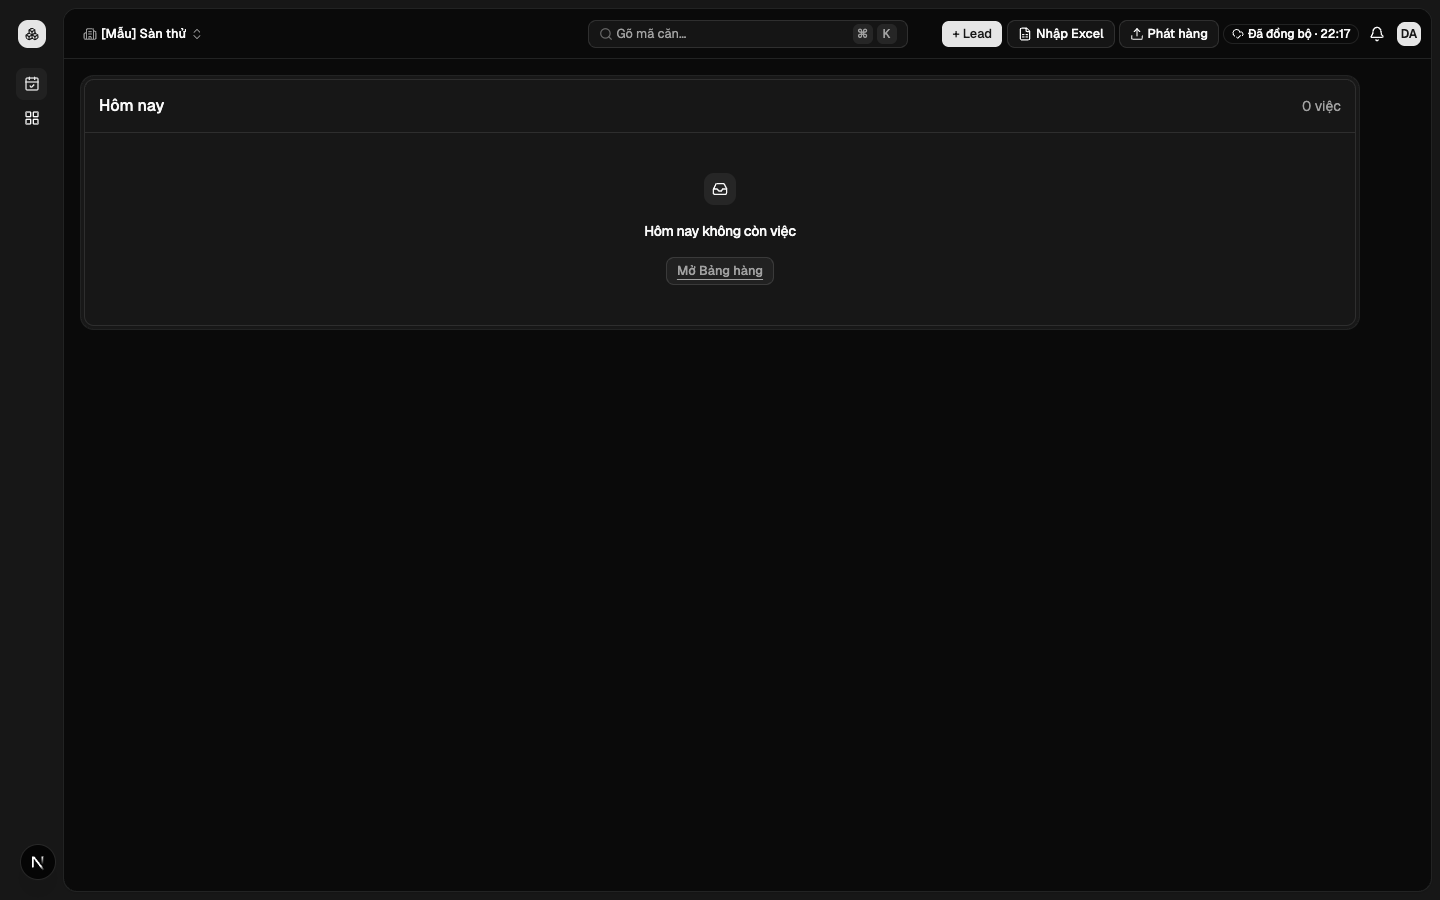 [Mẫu] Sàn thử
Gõ mã căn...
⌘ K
+ Lead
Nhập Excel
Phát hàng
Đã đồng bộ · 22:17
DA
Hôm nay
0 việc
Hôm nay không còn việc
Mở Bảng hàng
N